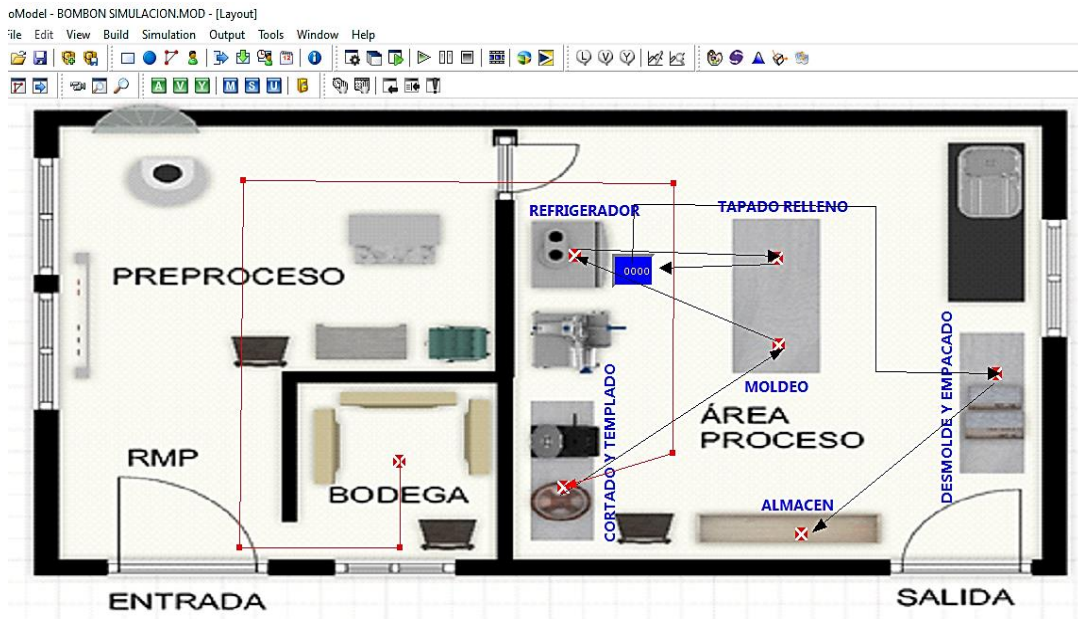 oModel - BOMBON SIMULACION.MOD - [Layout]
ile Edit View Build Simulation Output Tools Window Help
L V Y
A V Y M S U
REFRIGERADOR
TAPADO RELLENO
0000
PREPROCESO
MOLDEO
DESMOLDE Y EMPACADO
CORTADO Y TEMPLADO
ÁREA
PROCESO
RMP
BODEGA
ALMACEN
ENTRADA
SALIDA